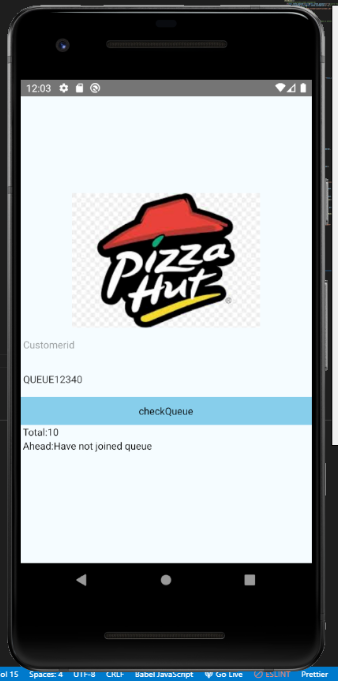 12:03
Pizza
Hut
®
Customerid
QUEUE12340
checkQueue
Total:10
Ahead:Have not joined queue
ol 15 Spaces: 4 UTF-8 CRLF Babel JavaScript Go Live ESLINT Prettier